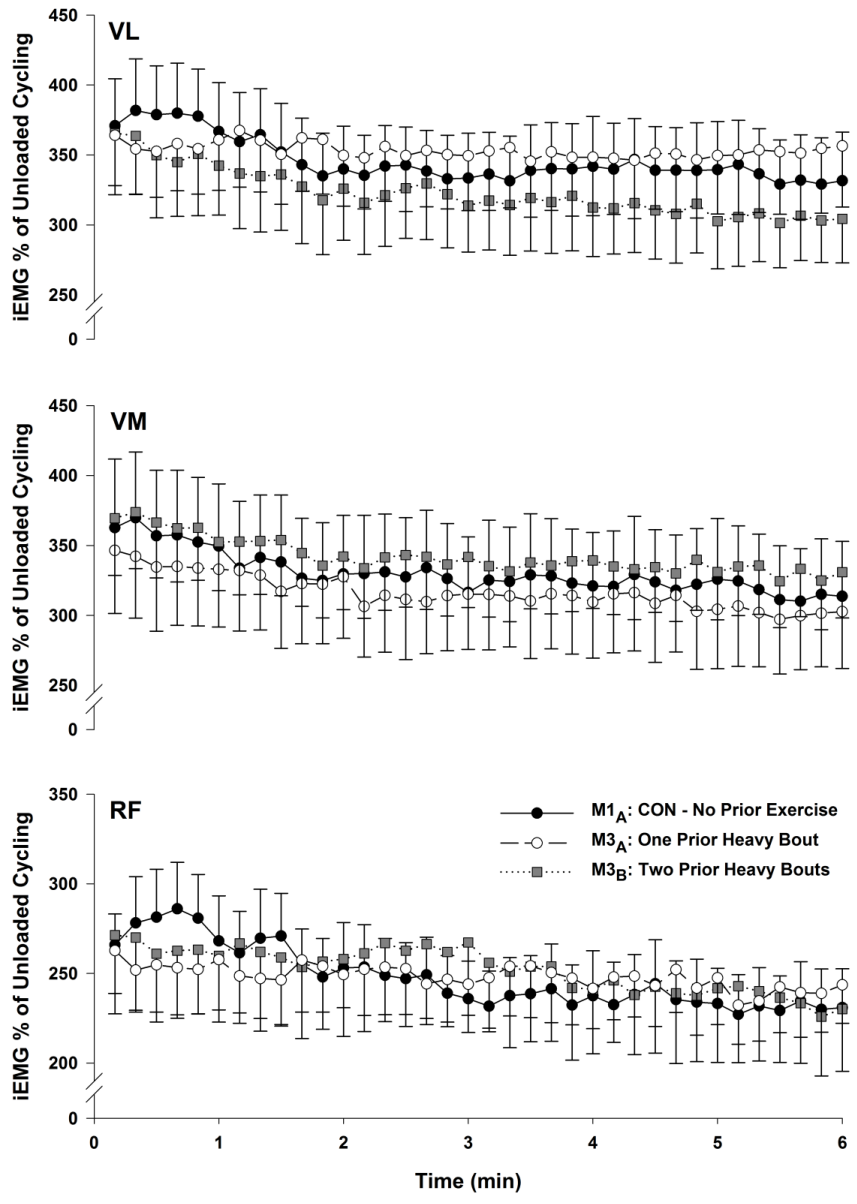 450
VL
400
350
300
250
0
iEMG % of Unloaded Cycling
450
VM
400
350
300
250
0
iEMG % of Unloaded Cycling
350
RF
M1A: CON - No Prior Exercise
M3A: One Prior Heavy Bout
M3B: Two Prior Heavy Bouts
300
250
200
0
iEMG % of Unloaded Cycling
0 1 2 3 4 5 6
Time (min)